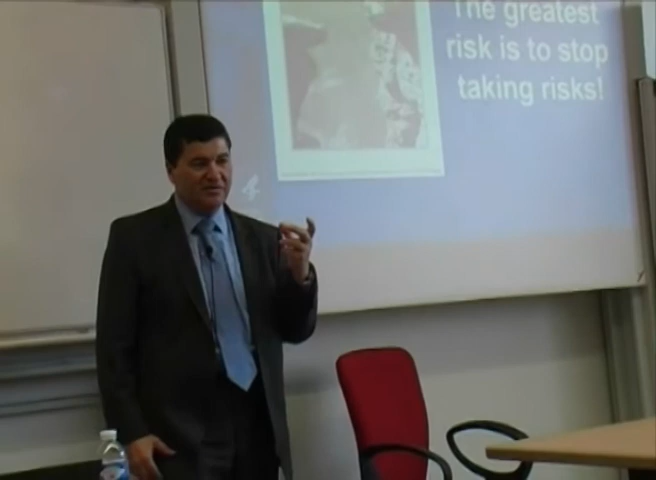 The greatest
risk is to stop
taking risks!